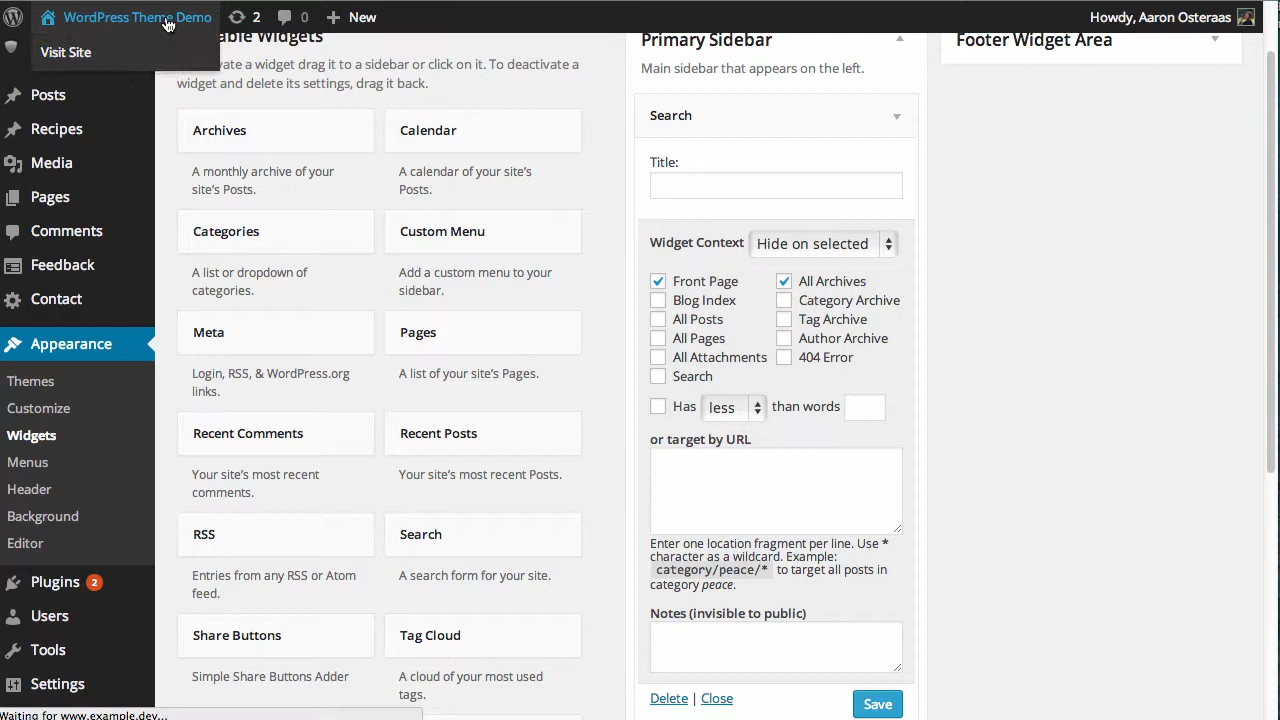 WordPress Theme Demo
2
0
New
Howdy, Aaron Osteraas
Visit Site
Posts
Recipes
Media
Pages
Comments
Feedback
Contact
Appearance
Themes
Customize
Widgets
Menus
Header
Background
Editor
Plugins 2
Users
Tools
Settings
Waiting for www.example.dev...
Widgets
a widget drag it to a sidebar or click on it. To deactivate a
widget and delete its settings, drag it back.
Archives
A monthly archive of your
site's Posts.
Calendar
A calendar of your site's
Posts.
Categories
A list or dropdown of
categories.
Custom Menu
Add a custom menu to your
sidebar.
Meta
Login, RSS, & WordPress.org
links.
Pages
A list of your site's Pages.
Recent Comments
Your site's most recent
comments.
Recent Posts
Your site's most recent Posts.
RSS
Entries from any RSS or Atom
feed.
Search
A search form for your site.
Share Buttons
Simple Share Buttons Adder
Tag Cloud
A cloud of your most used
tags.
Primary Sidebar
Main sidebar that appears on the left.
Search
Title:
Widget Context Hide on selected
Front Page
Blog Index
All Posts
All Pages
All Attachments
Search
All Archives
Category Archive
Tag Archive
Author Archive
404 Error
Has less than words
or target by URL
Enter one location fragment per line. Use *
character as a wildcard. Example:
category/peace/* to target all posts in
category peace.
Notes (invisible to public)
Delete | Close
Save
Footer Widget Area